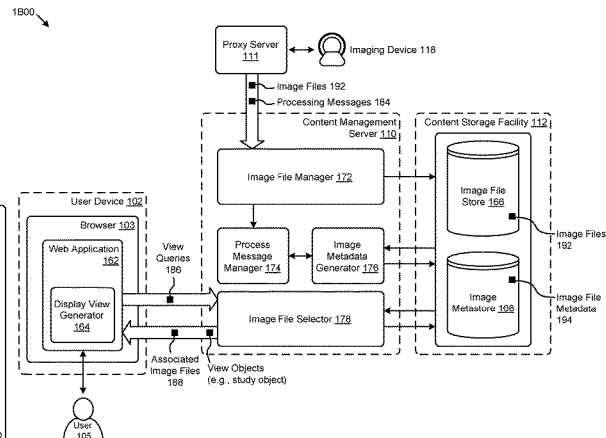 1B00
Proxy Server
111
Imaging Device 118
Image Files 192
Processing Messages 184
Content Management
Server 110
Content Storage Facility 112
Image File Manager 172
Image File
Store 166
User Device 102
Browser 103
Web Application
162
View
Queries
186
Process
Message
Manager 174
Image
Metadata
Generator 176
Image Files
192
Display View
Generator
164
Image File Selector 178
Image
Metastore 168
Image File
Metadata
194
Associated
Image Files
188
View Objects
(e.g., study object)
User
105